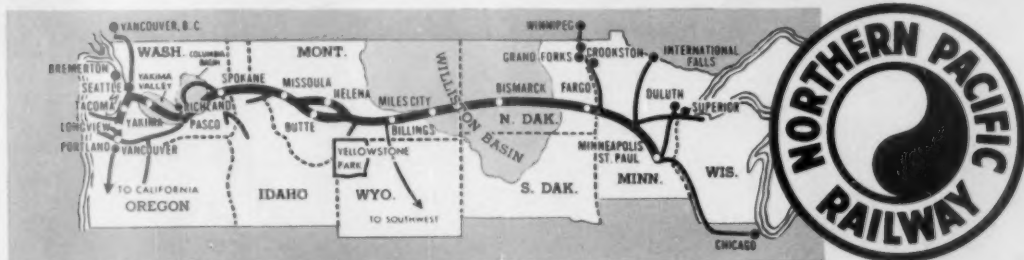 VANCOUVER, B.C.
WASH.
COLUMBIA BASIN
MONT.
BREMERTON
SEATTLE
YAKIMA VALLEY
SPOKANE
MISSOULA
HELENA
TACOMA
RICHLAND
LONGVIEW
YAKIMA
PASCO
BUTTE
MILES CITY
BILLINGS
PORTLAND
VANCOUVER
YELLOWSTONE PARK
TO CALIFORNIA
OREGON
IDAHO
WYO.
TO SOUTHWEST
WILLISTON BASIN
WINNIPEG
GRAND FORKS
CROOKSTON
INTERNATIONAL FALLS
BISMARCK
FARGO
DULUTH
SUPERIOR
N. DAK.
MINNEAPOLIS
ST. PAUL
S. DAK.
MINN.
WIS.
CHICAGO
NORTHERN PACIFIC
RAILWAY